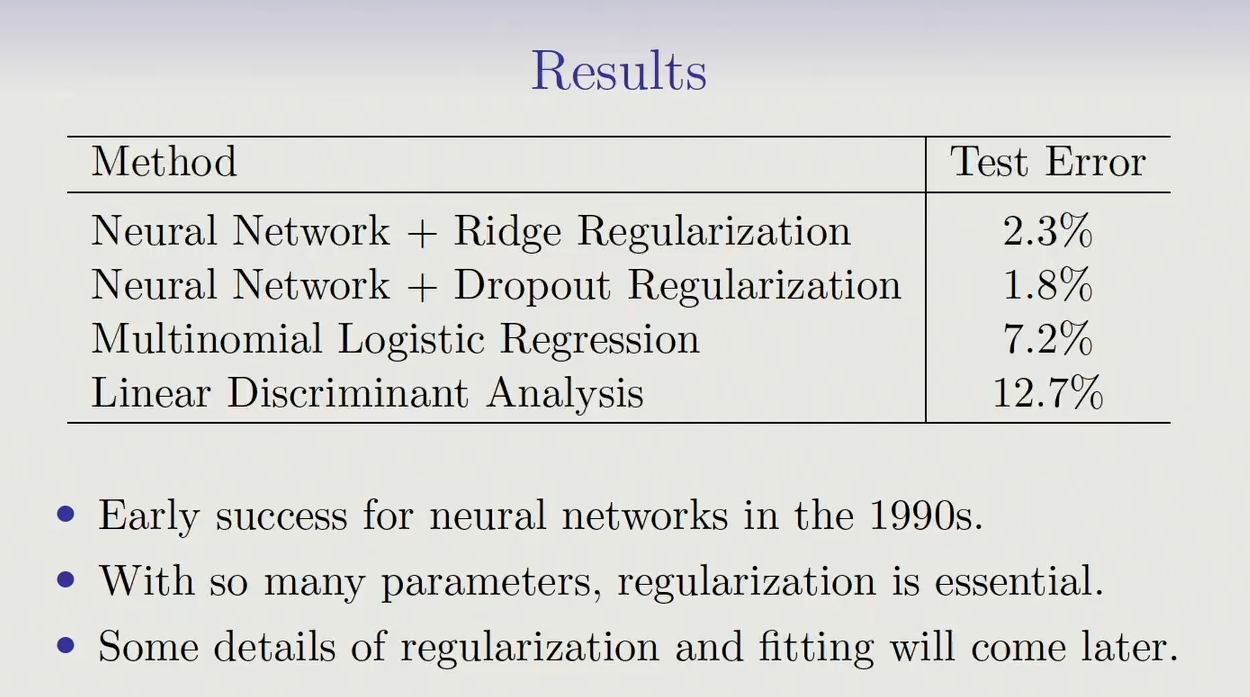 Results
Method Test Error
Neural Network + Ridge Regularization 2.3%
Neural Network + Dropout Regularization 1.8%
Multinomial Logistic Regression 7.2%
Linear Discriminant Analysis 12.7%
• Early success for neural networks in the 1990s.
• With so many parameters, regularization is essential.
• Some details of regularization and fitting will come later.